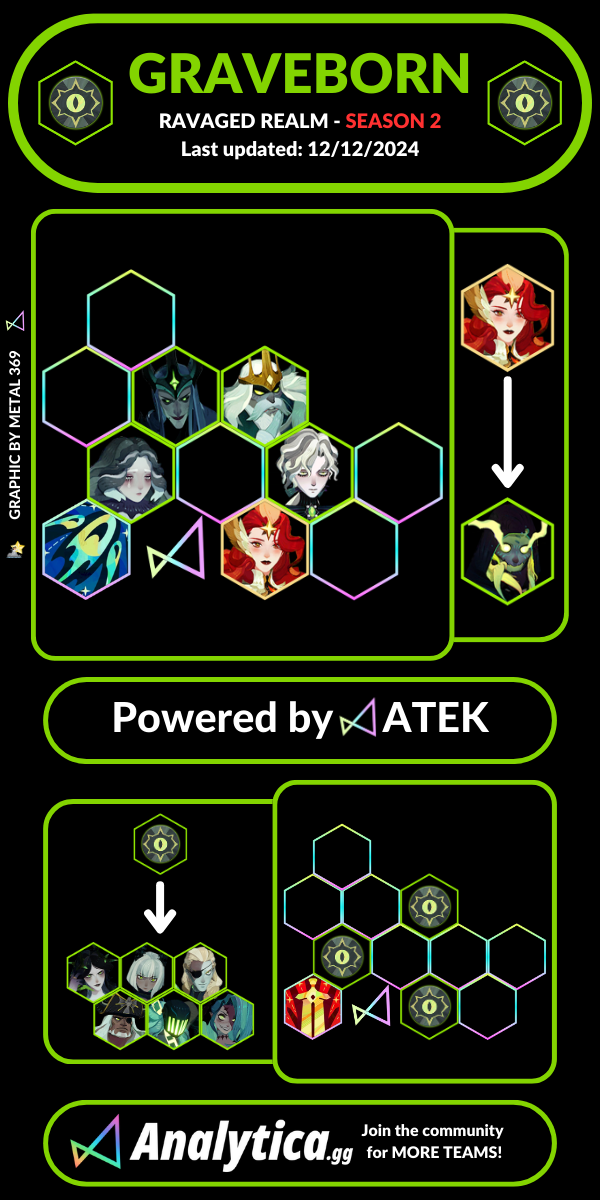 GRAVEBORN
RAVAGED REALM - SEASON 2
Last updated: 12/12/2024
GRAPHIC BY METAL 369
Powered by ATEK
Analytica.gg
Join the community
for MORE TEAMS!